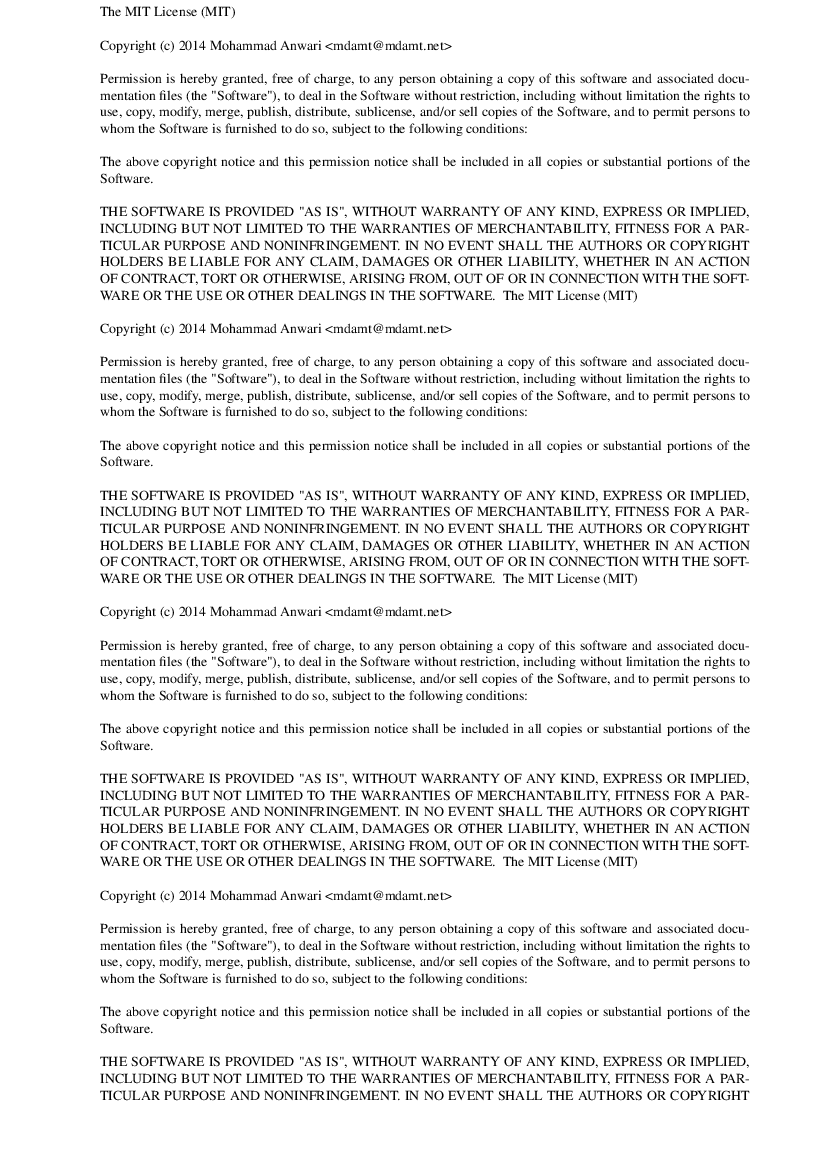 The MIT License (MIT)
Copyright (c) 2014 Mohammad Anwari <mdamt@mdamt.net>
Permission is hereby granted, free of charge, to any person obtaining a copy of this software and associated docu-
mentation files (the "Software"), to deal in the Software without restriction, including without limitation the rights to
use, copy, modify, merge, publish, distribute, sublicense, and/or sell copies of the Software, and to permit persons to
whom the Software is furnished to do so, subject to the following conditions:
The above copyright notice and this permission notice shall be included in all copies or substantial portions of the
Software.
THE SOFTWARE IS PROVIDED "AS IS", WITHOUT WARRANTY OF ANY KIND, EXPRESS OR IMPLIED,
INCLUDING BUT NOT LIMITED TO THE WARRANTIES OF MERCHANTABILITY, FITNESS FOR A PAR-
TICULAR PURPOSE AND NONINFRINGEMENT. IN NO EVENT SHALL THE AUTHORS OR COPYRIGHT
HOLDERS BE LIABLE FOR ANY CLAIM, DAMAGES OR OTHER LIABILITY, WHETHER IN AN ACTION
OF CONTRACT, TORT OR OTHERWISE, ARISING FROM, OUT OF OR IN CONNECTION WITH THE SOFT-
WARE OR THE USE OR OTHER DEALINGS IN THE SOFTWARE. The MIT License (MIT)
Copyright (c) 2014 Mohammad Anwari <mdamt@mdamt.net>
Permission is hereby granted, free of charge, to any person obtaining a copy of this software and associated docu-
mentation files (the "Software"), to deal in the Software without restriction, including without limitation the rights to
use, copy, modify, merge, publish, distribute, sublicense, and/or sell copies of the Software, and to permit persons to
whom the Software is furnished to do so, subject to the following conditions:
The above copyright notice and this permission notice shall be included in all copies or substantial portions of the
Software.
THE SOFTWARE IS PROVIDED "AS IS", WITHOUT WARRANTY OF ANY KIND, EXPRESS OR IMPLIED,
INCLUDING BUT NOT LIMITED TO THE WARRANTIES OF MERCHANTABILITY, FITNESS FOR A PAR-
TICULAR PURPOSE AND NONINFRINGEMENT. IN NO EVENT SHALL THE AUTHORS OR COPYRIGHT
HOLDERS BE LIABLE FOR ANY CLAIM, DAMAGES OR OTHER LIABILITY, WHETHER IN AN ACTION
OF CONTRACT, TORT OR OTHERWISE, ARISING FROM, OUT OF OR IN CONNECTION WITH THE SOFT-
WARE OR THE USE OR OTHER DEALINGS IN THE SOFTWARE. The MIT License (MIT)
Copyright (c) 2014 Mohammad Anwari <mdamt@mdamt.net>
Permission is hereby granted, free of charge, to any person obtaining a copy of this software and associated docu-
mentation files (the "Software"), to deal in the Software without restriction, including without limitation the rights to
use, copy, modify, merge, publish, distribute, sublicense, and/or sell copies of the Software, and to permit persons to
whom the Software is furnished to do so, subject to the following conditions:
The above copyright notice and this permission notice shall be included in all copies or substantial portions of the
Software.
THE SOFTWARE IS PROVIDED "AS IS", WITHOUT WARRANTY OF ANY KIND, EXPRESS OR IMPLIED,
INCLUDING BUT NOT LIMITED TO THE WARRANTIES OF MERCHANTABILITY, FITNESS FOR A PAR-
TICULAR PURPOSE AND NONINFRINGEMENT. IN NO EVENT SHALL THE AUTHORS OR COPYRIGHT
HOLDERS BE LIABLE FOR ANY CLAIM, DAMAGES OR OTHER LIABILITY, WHETHER IN AN ACTION
OF CONTRACT, TORT OR OTHERWISE, ARISING FROM, OUT OF OR IN CONNECTION WITH THE SOFT-
WARE OR THE USE OR OTHER DEALINGS IN THE SOFTWARE. The MIT License (MIT)
Copyright (c) 2014 Mohammad Anwari <mdamt@mdamt.net>
Permission is hereby granted, free of charge, to any person obtaining a copy of this software and associated docu-
mentation files (the "Software"), to deal in the Software without restriction, including without limitation the rights to
use, copy, modify, merge, publish, distribute, sublicense, and/or sell copies of the Software, and to permit persons to
whom the Software is furnished to do so, subject to the following conditions:
The above copyright notice and this permission notice shall be included in all copies or substantial portions of the
Software.
THE SOFTWARE IS PROVIDED "AS IS", WITHOUT WARRANTY OF ANY KIND, EXPRESS OR IMPLIED,
INCLUDING BUT NOT LIMITED TO THE WARRANTIES OF MERCHANTABILITY, FITNESS FOR A PAR-
TICULAR PURPOSE AND NONINFRINGEMENT. IN NO EVENT SHALL THE AUTHORS OR COPYRIGHT